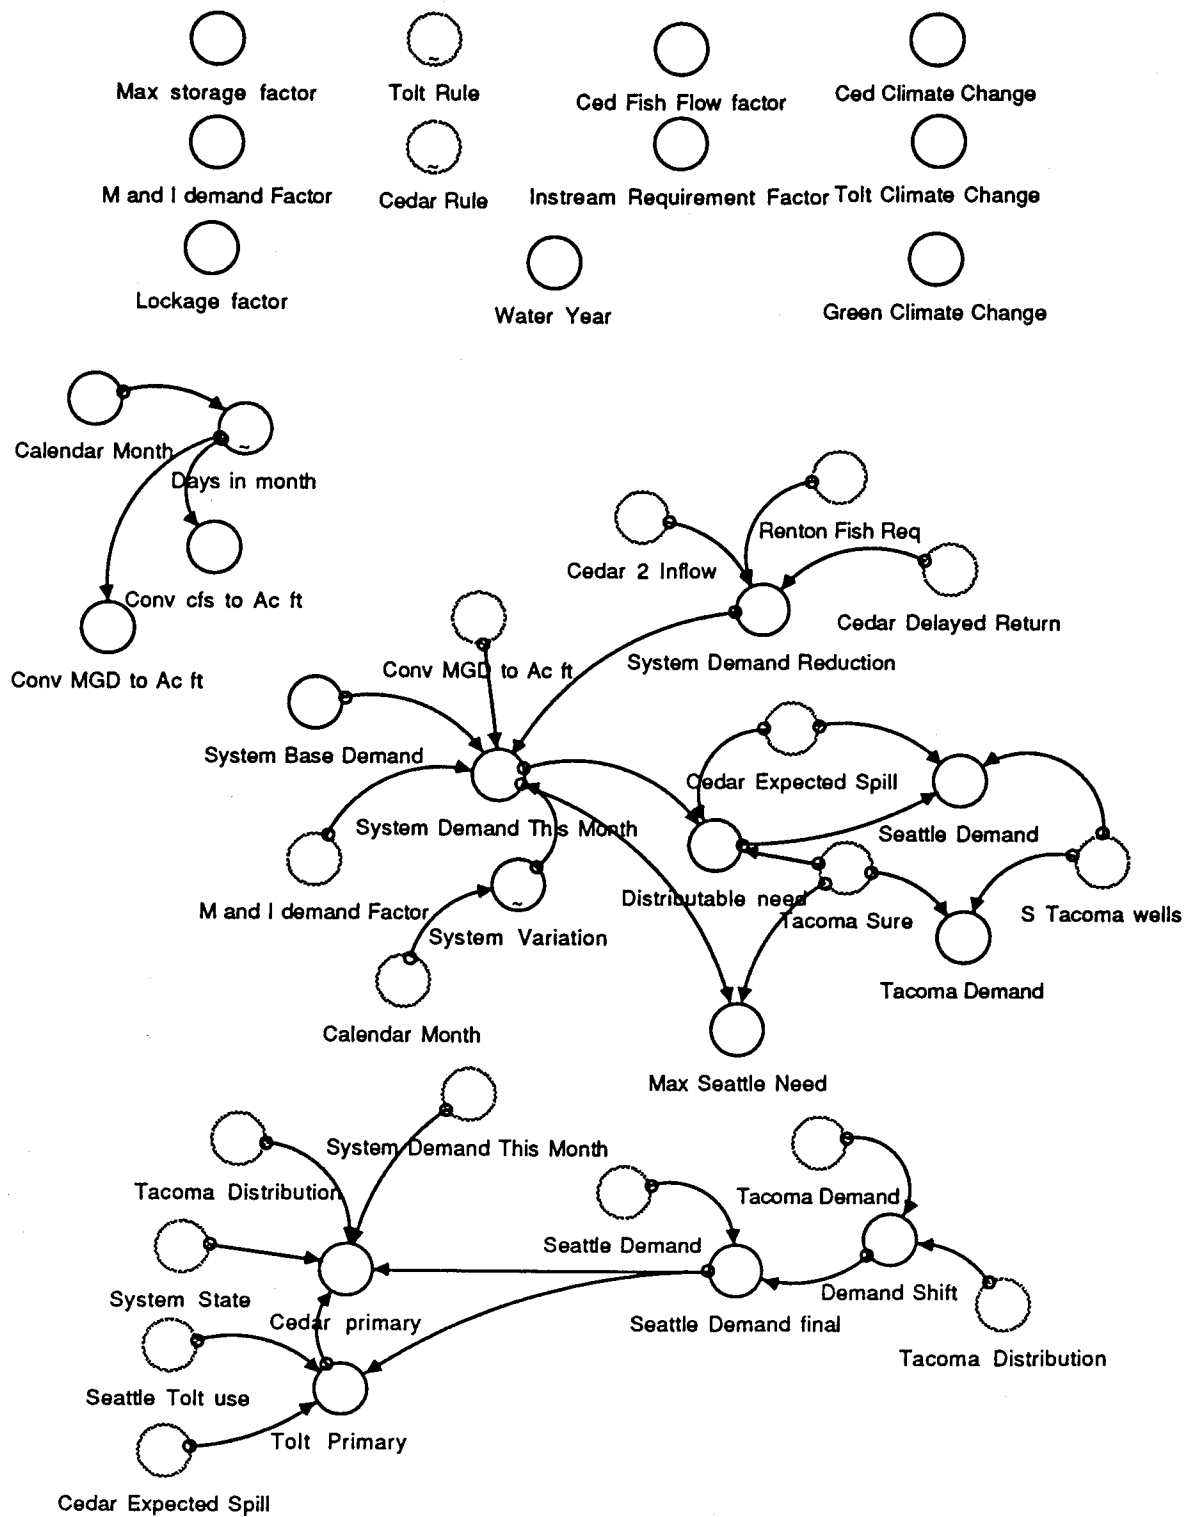 Max storage factor
Tolt Rule
Ced Fish Flow factor
Ced Climate Change
M and I demand Factor
Cedar Rule
Instream Requirement Factor
Tolt Climate Change
Lockage factor
Water Year
Green Climate Change
Calendar Month
Days in month
Conv cfs to Ac ft
Conv MGD to Ac ft
Renton Fish Req
Cedar 2 Inflow
Cedar Delayed Return
System Demand Reduction
Conv MGD to Ac ft
System Base Demand
Cedar Expected Spill
System Demand This Month
Seattle Demand
Distributable need
M and I demand Factor
System Variation
Tacoma Sure
S Tacoma wells
Tacoma Demand
Calendar Month
Max Seattle Need
System Demand This Month
Tacoma Distribution
Tacoma Demand
Seattle Demand
System State
Demand Shift
Cedar primary
Seattle Demand final
Tacoma Distribution
Seattle Tolt use
Tolt Primary
Cedar Expected Spill